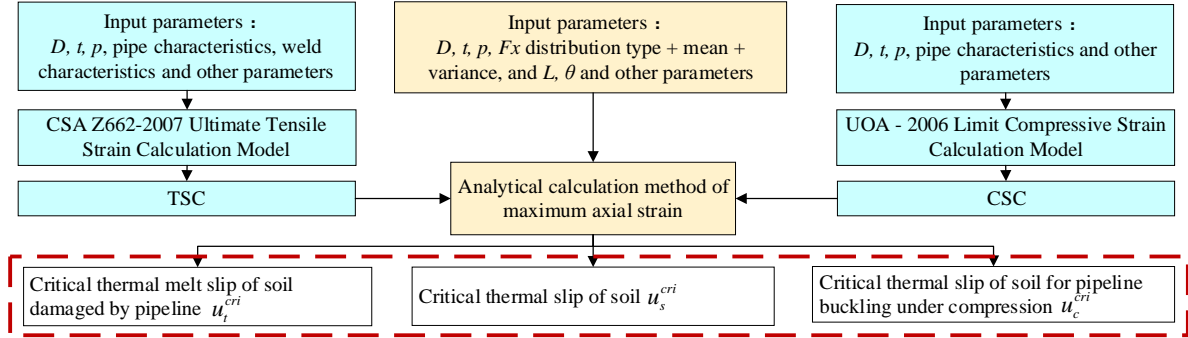 Input parameters：
D, t, p, pipe characteristics, weld
characteristics and other parameters
Input parameters：
D, t, p, Fx distribution type + mean +
variance, and L, θ and other parameters
Input parameters：
D, t, p, pipe characteristics and other
parameters
CSA Z662-2007 Ultimate Tensile
Strain Calculation Model
UOA - 2006 Limit Compressive Strain
Calculation Model
TSC
Analytical calculation method of
maximum axial strain
CSC
Critical thermal melt slip of soil
damaged by pipeline u_t^{cri}
Critical thermal slip of soil u_s^{cri}
Critical thermal slip of soil for pipeline
buckling under compression u_c^{cri}